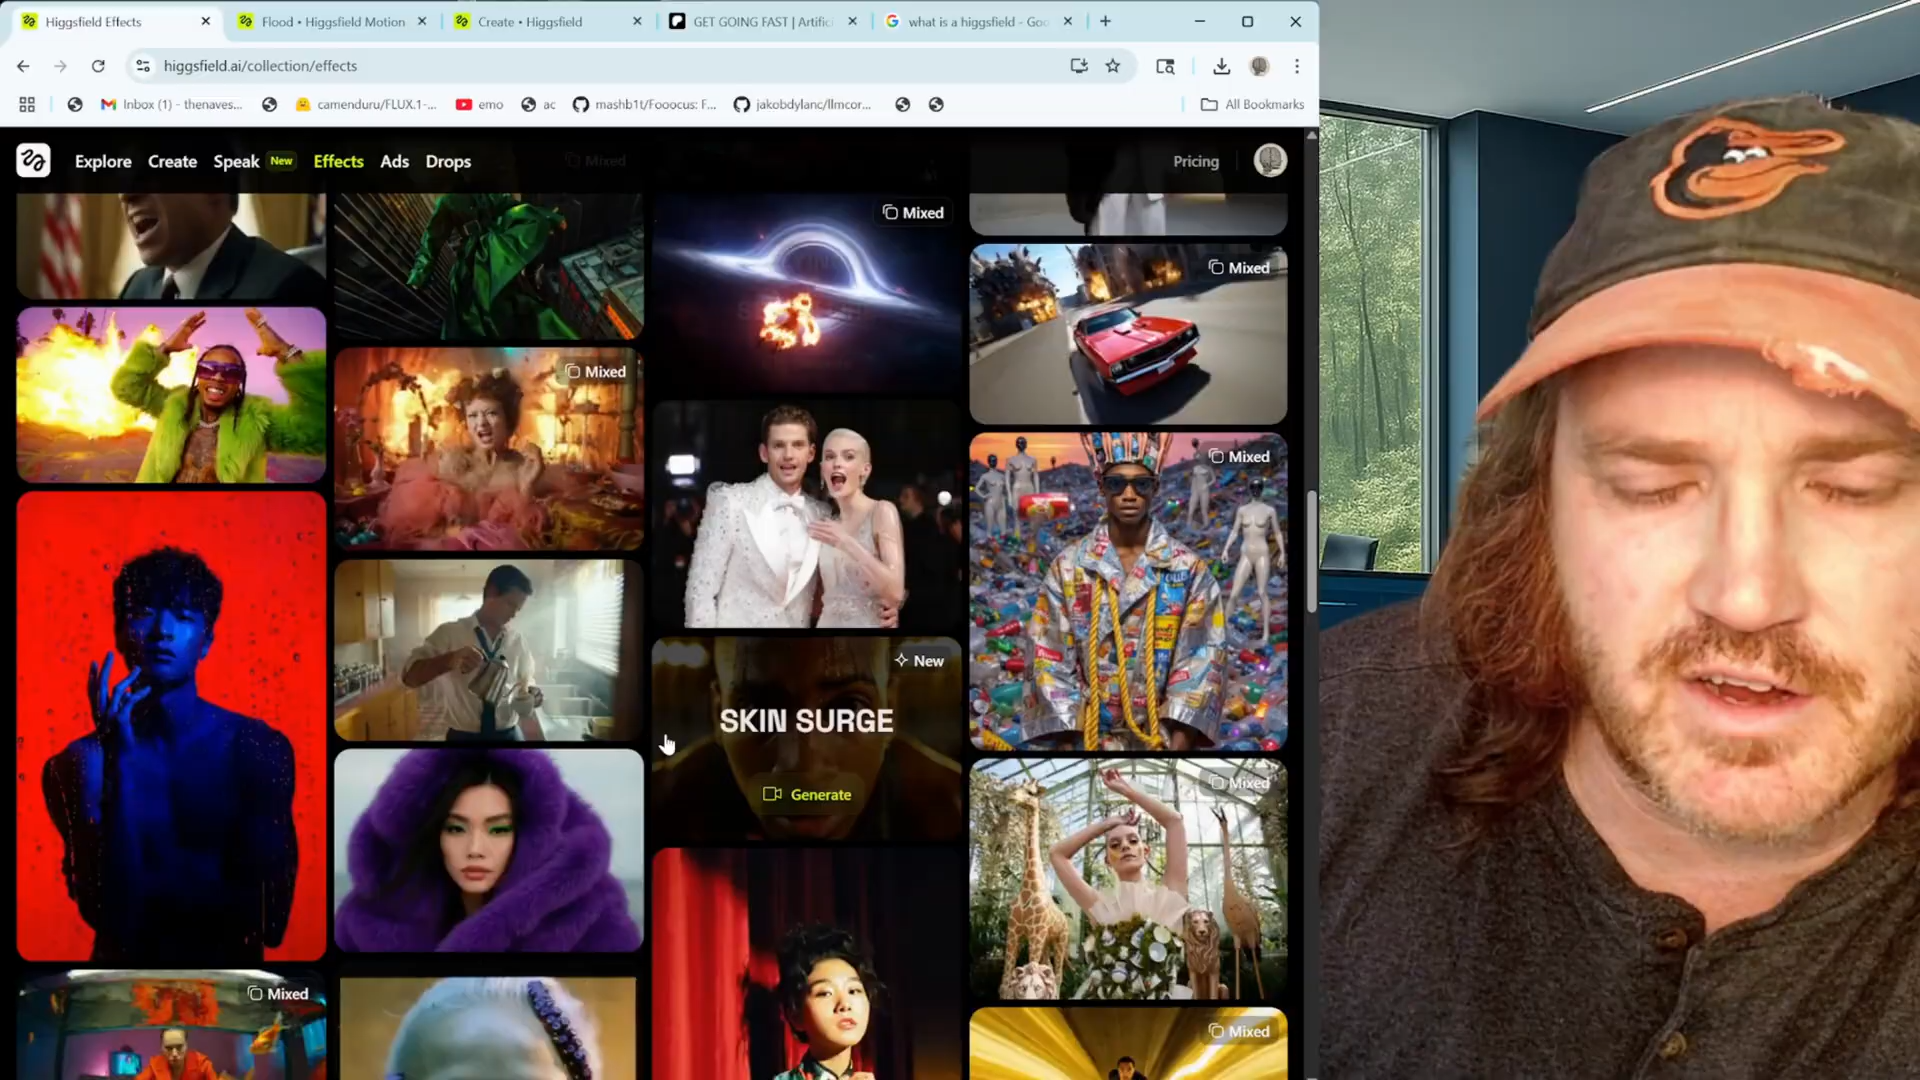 Higgsfield Effects
Flood • Higgsfield Motion
Create • Higgsfield
GET GOING FAST | Artific
what is a higgsfield - Goo
higgsfield.ai/collection/effects
Inbox (1) - thenaves...
camenduru/FLUX.1-...
emo
ac
mashb1t/Fooocus: F...
jakobdylanc/llmcor...
All Bookmarks
Explore
Create
Speak
New
Effects
Ads
Drops
Mixed
Pricing
Mixed
Mixed
Mixed
Mixed
New
SKIN SURGE
Generate
Mixed
Mixed
Mixed